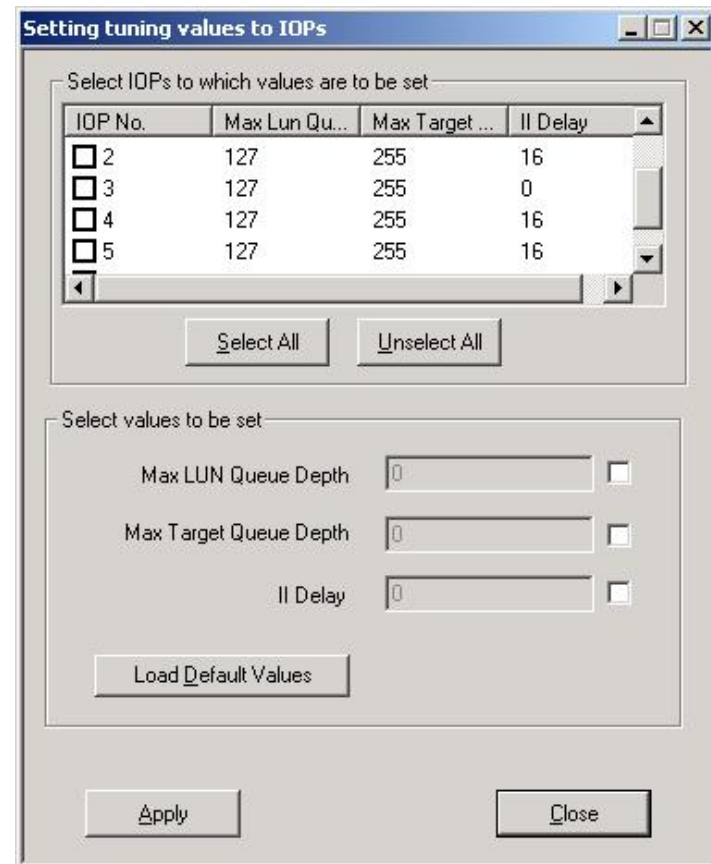 Setting tuning values to IOPs
Select IOPs to which values are to be set
IOP No. Max Lun Qu... Max Target ... II Delay
2 127 255 16
3 127 255 0
4 127 255 16
5 127 255 16
Select All Unselect All
Select values to be set
Max LUN Queue Depth 0
Max Target Queue Depth 0
II Delay 0
Load Default Values
Apply Close